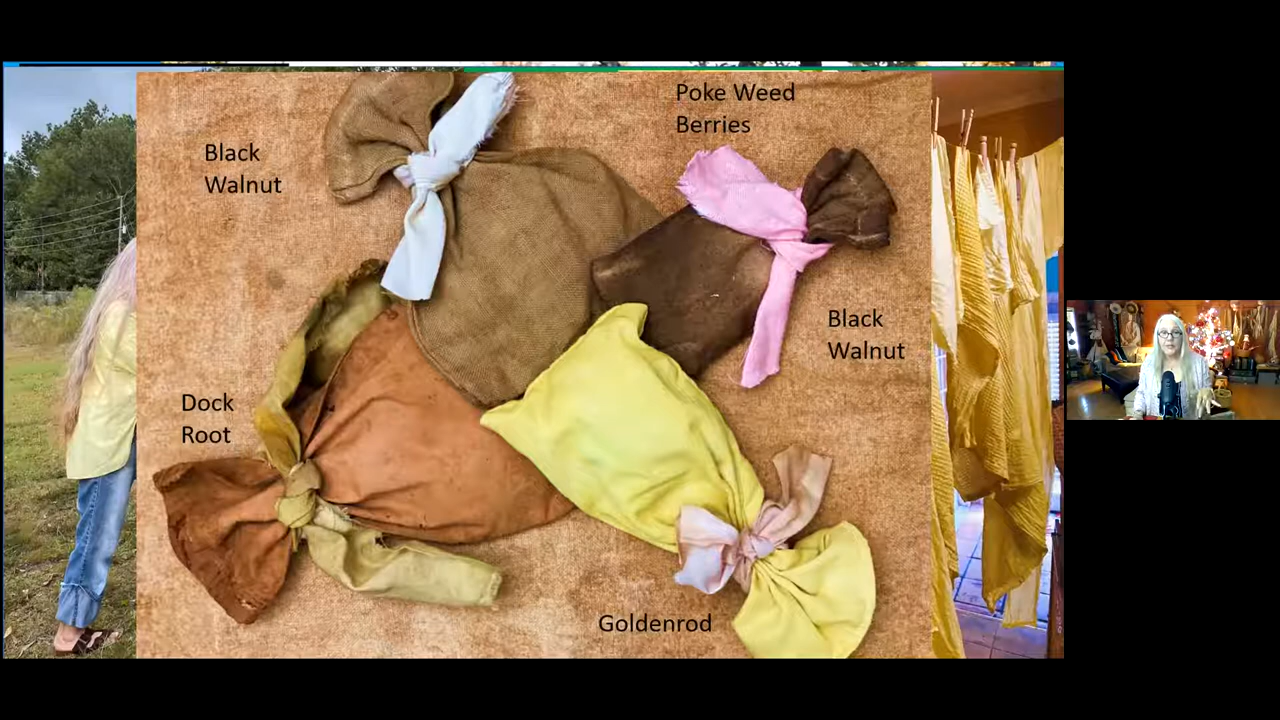 Poke Weed
Berries
Black
Walnut
Black
Walnut
Dock
Root
Goldenrod